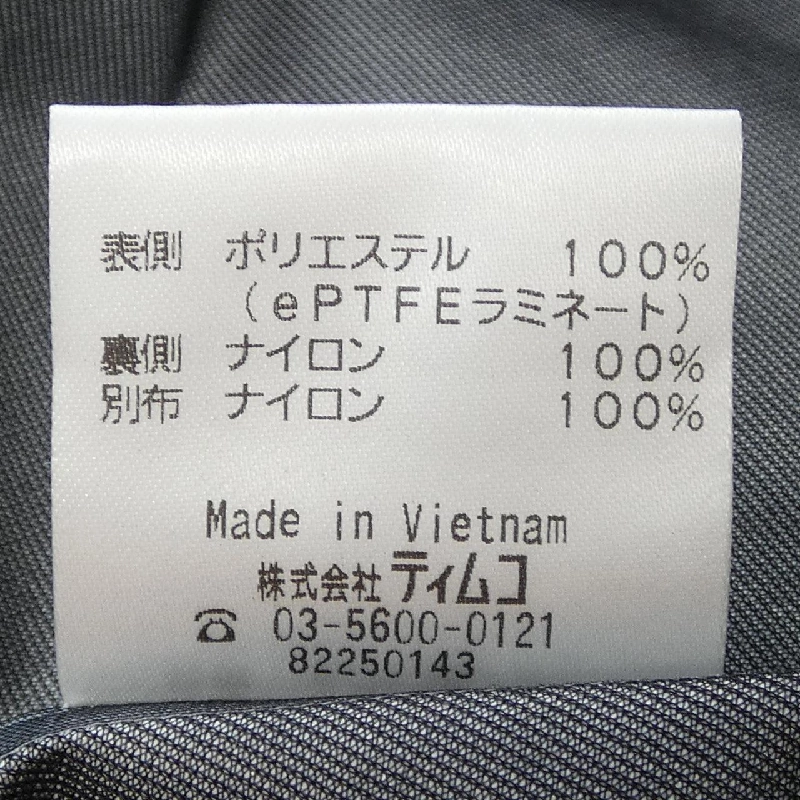 表側 ポリエステル 100%
(ePTFEラミネート)
裏側 ナイロン 100%
別布 ナイロン 100%
Made in Vietnam
株式会社 ティムコ
☎ 03-5600-0121
82250143